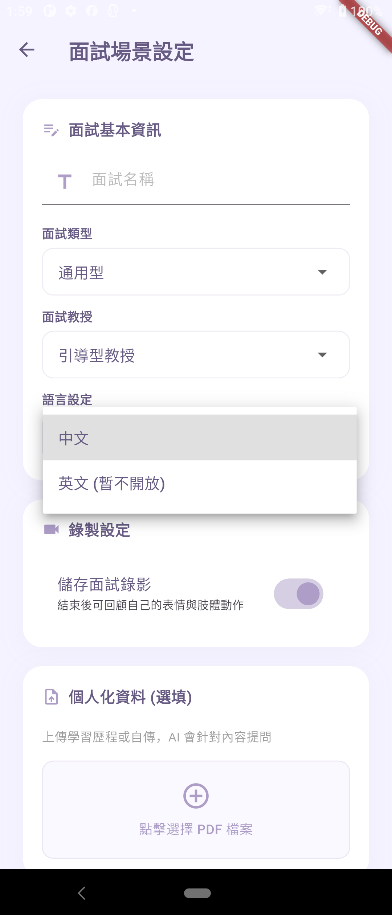 1:59
100%
DEBUG
面試場景設定
面試基本資訊
面試名稱
面試類型
通用型
面試教授
引導型教授
語言設定
中文
英文 (暫不開放)
錄製設定
儲存面試錄影
結束後可回顧自己的表情與肢體動作
個人化資料 (選填)
上傳學習歷程或自傳，AI 會針對內容提問
點擊選擇 PDF 檔案